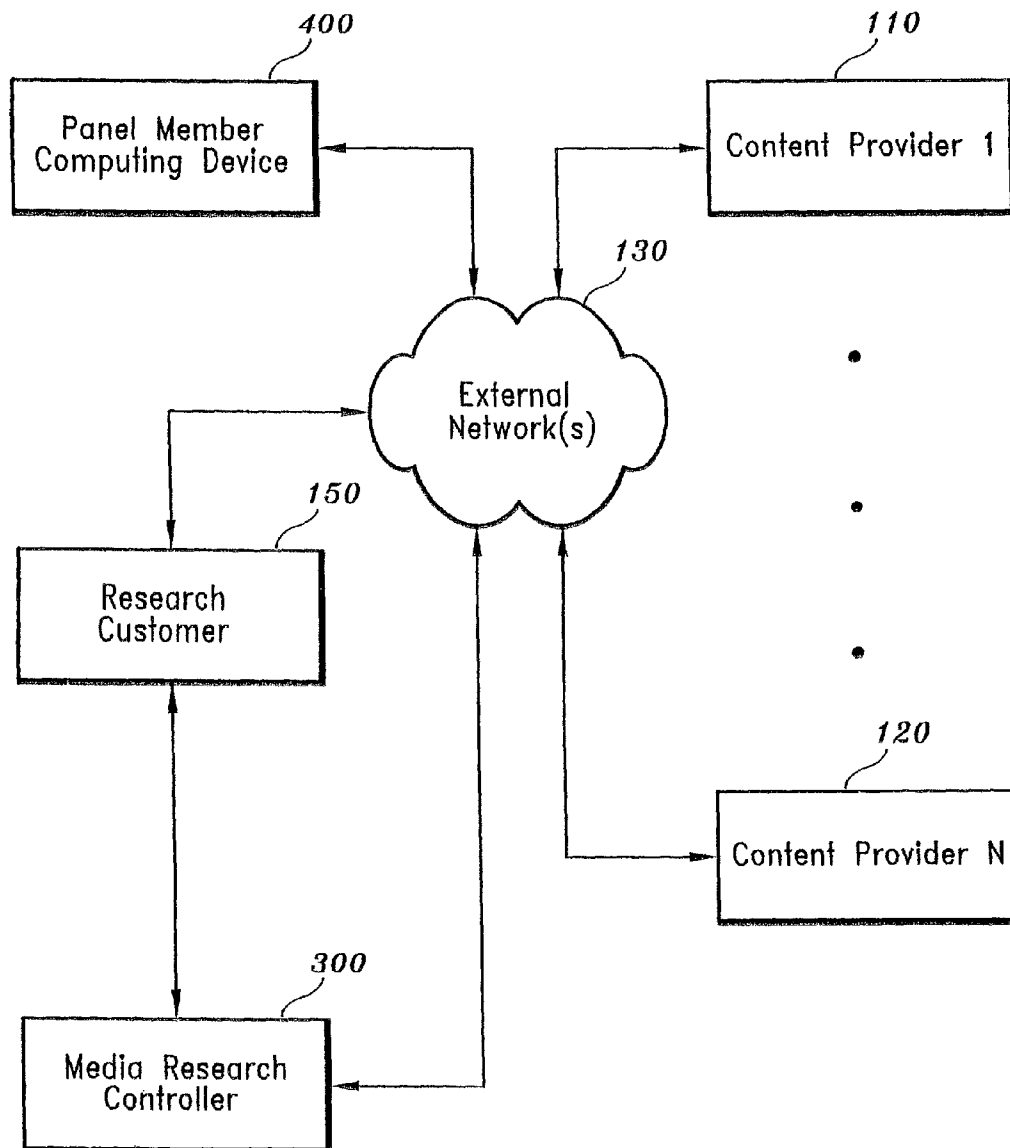 400
Panel Member
Computing Device
110
Content Provider 1
130
External
Network(s)
150
Research
Customer
120
Content Provider N
300
Media Research
Controller